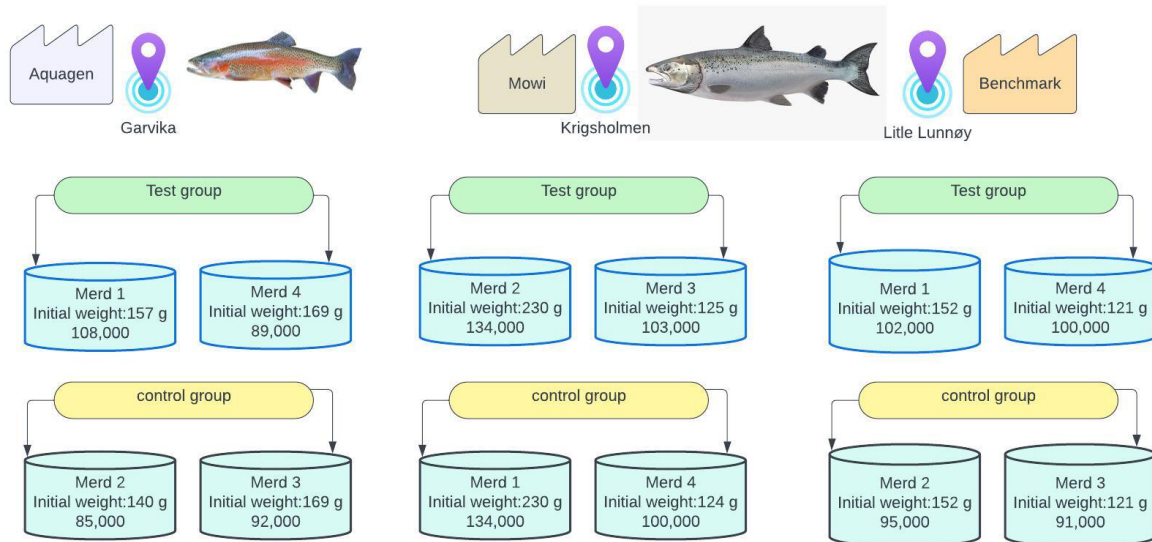 Aquagen
Garvika
Mowi
Krigsholmen
Litle Lunnøy
Benchmark
Test group
Test group
Test group
Merd 1
Initial weight:157 g
108,000
Merd 4
Initial weight:169 g
89,000
Merd 2
Initial weight:230 g
134,000
Merd 3
Initial weight:125 g
103,000
Merd 1
Initial weight:152 g
102,000
Merd 4
Initial weight:121 g
100,000
control group
control group
control group
Merd 2
Initial weight:140 g
85,000
Merd 3
Initial weight:169 g
92,000
Merd 1
Initial weight:230 g
134,000
Merd 4
Initial weight:124 g
100,000
Merd 2
Initial weight:152 g
95,000
Merd 3
Initial weight:121 g
91,000